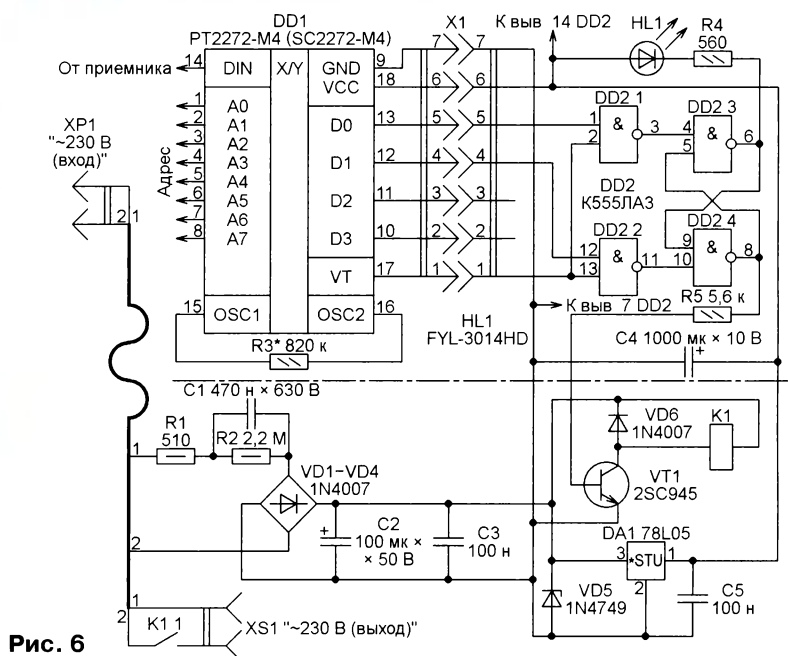 DD1
PT2272-M4 (SC2272-M4)
X1
К выв 14 DD2
HL1
R4
560
От приемника
14
DIN
X/Y
GND
VCC
9
18
7 7
6 6
1
A0
2
A1
3
A2
4
A3
5
A4
6
A5
7
A6
8
A7
Адрес
D0
13
5 5
D1
12
4 4
D2
11
3 3
D3
10
2 2
VT
17
1 1
15
OSC1
OSC2
16
R3* 820 к
XP1
"~230 В
(вход)"
2 1
DD2 1
1
2
&
3
DD2 3
4
5
&
6
DD2
К555ЛА3
DD2 2
12
13
&
11
DD2 4
9
10
&
8
HL1
FYL-3014HD
К выв 7 DD2
R5 5,6 к
C4 1000 мк × 10 В
+
C1 470 н × 630 В
R1
510
R2 2,2 М
1
2
VD1–VD4
1N4007
+
C2
100 мк ×
× 50 В
C3
100 н
VD6
1N4007
K1
VT1
2SC945
DA1 78L05
3
*STU
1
2
VD5
1N4749
C5
100 н
1
2
K1 1
XS1 "~230 В (выход)"
Рис. 6